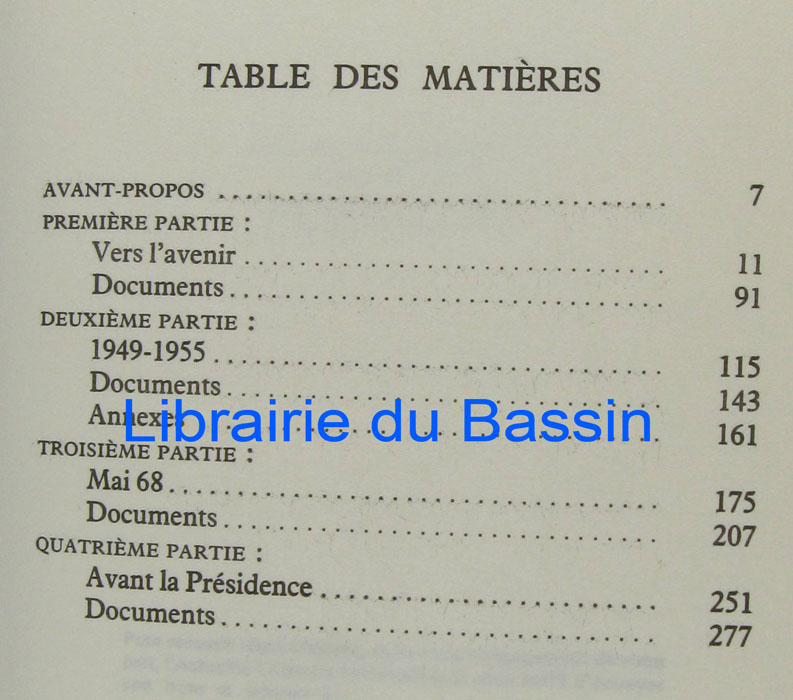 TABLE DES MATIÈRES
AVANT-PROPOS ................................ 7
PREMIÈRE PARTIE :
Vers l'avenir ............................. 11
Documents .............................. 91
DEUXIÈME PARTIE :
1949-1955 ............................... 115
Documents .............................. 143
Annexes ................................ 161
Librairie du Bassin
TROISIÈME PARTIE :
Mai 68 .................................. 175
Documents .............................. 207
QUATRIÈME PARTIE :
Avant la Présidence ...................... 251
Documents .............................. 277